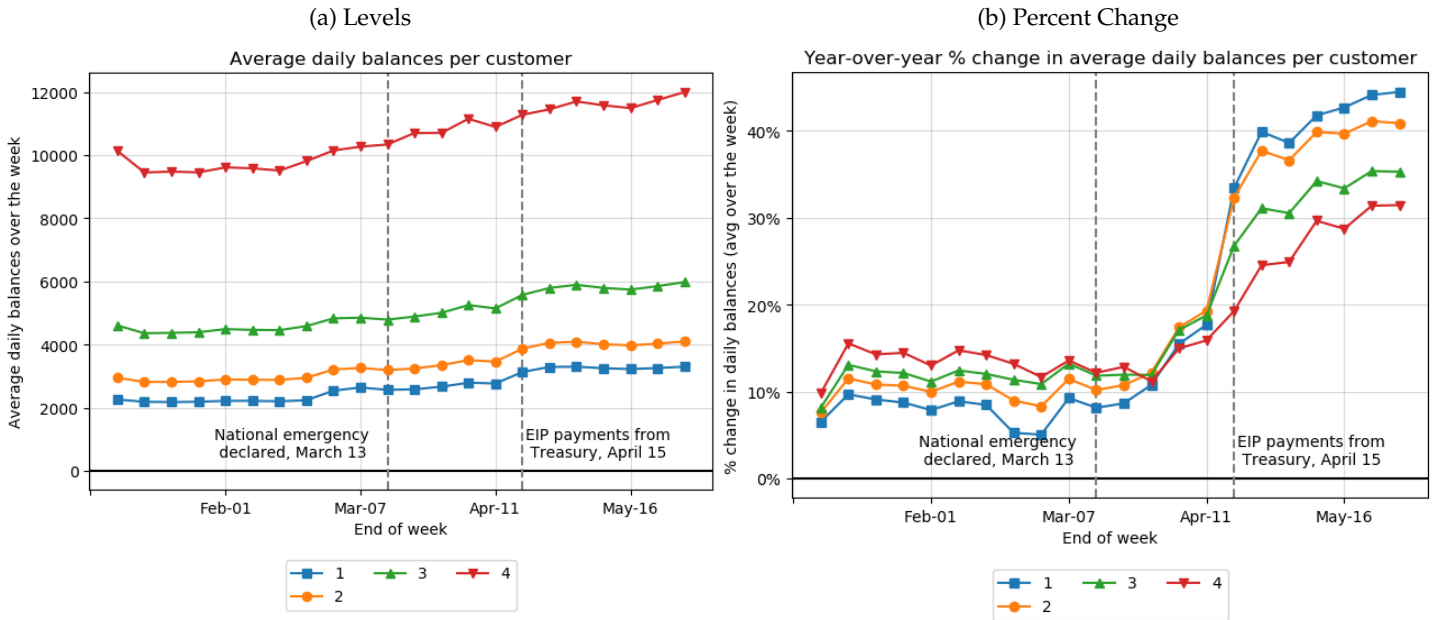 (a) Levels
Average daily balances per customer
Average daily balances over the week
12000
10000
8000
6000
4000
2000
0
National emergency
declared, March 13
EIP payments from
Treasury, April 15
Feb-01
Mar-07
Apr-11
May-16
End of week
1
3
4
2
(b) Percent Change
Year-over-year % change in average daily balances per customer
% change in daily balances (avg over the week)
40%
30%
20%
10%
0%
National emergency
declared, March 13
EIP payments from
Treasury, April 15
Feb-01
Mar-07
Apr-11
May-16
End of week
1
3
4
2